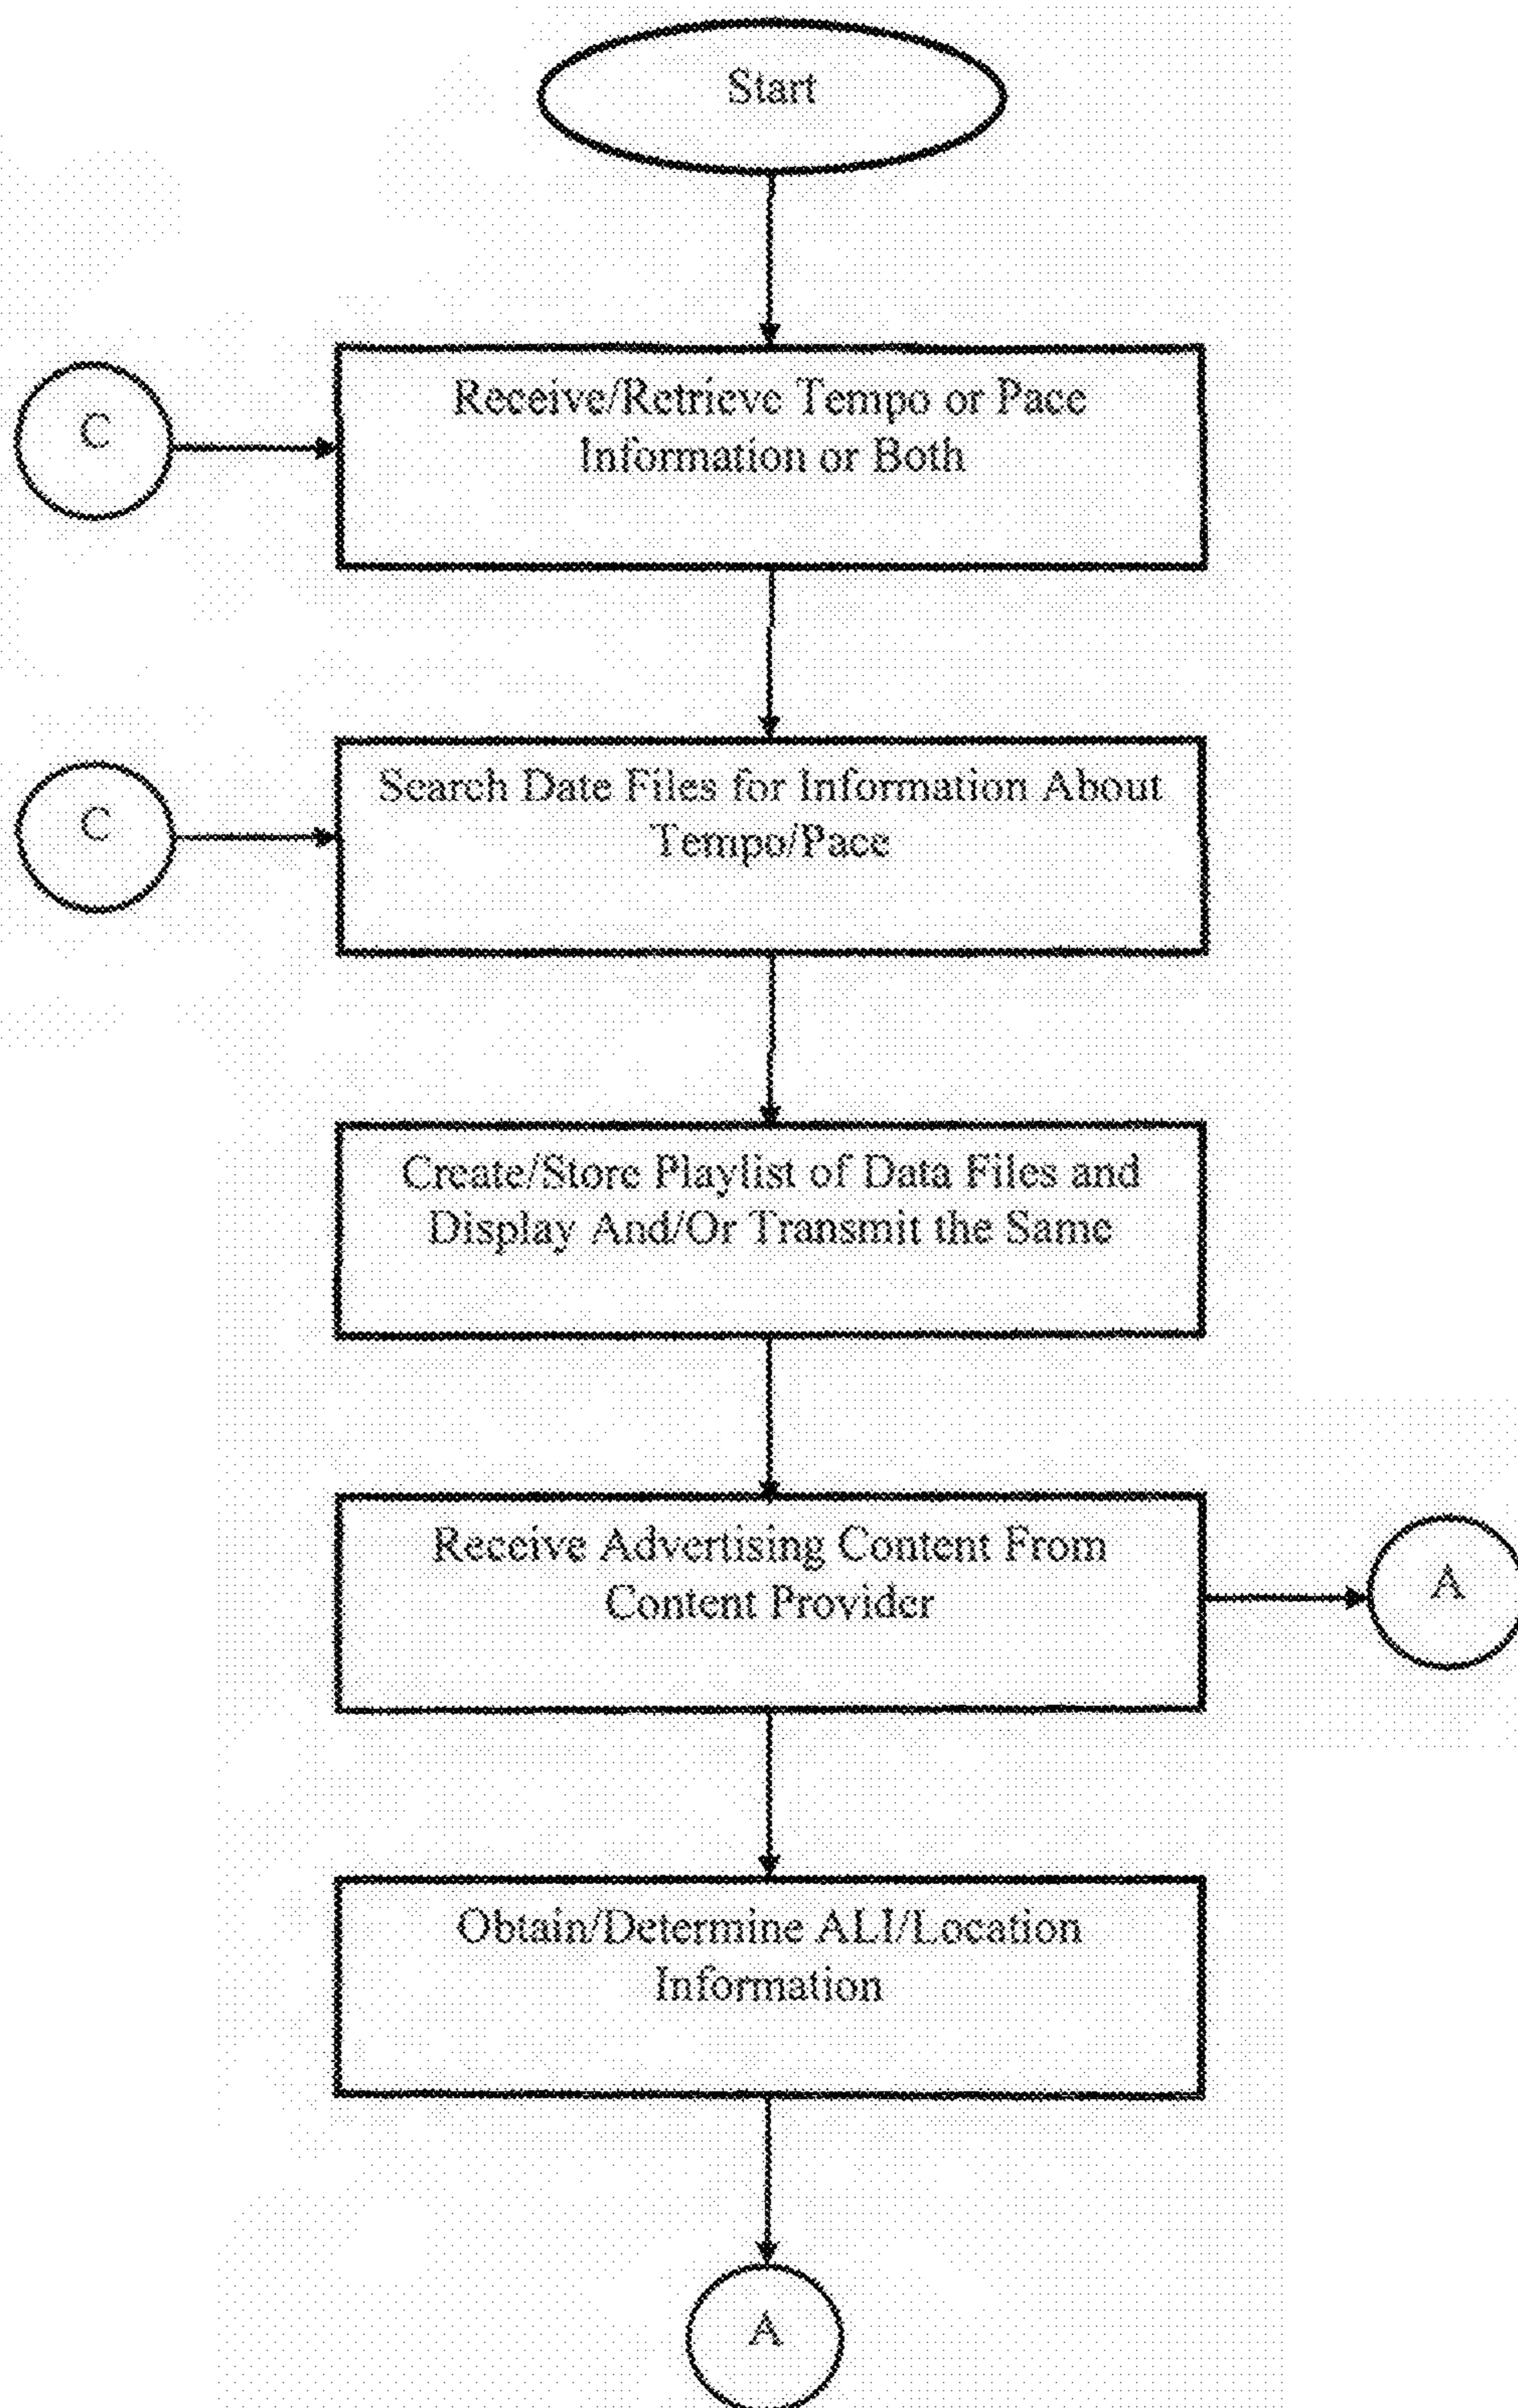 Start
C
Receive/Retrieve Tempo or Pace
Information or Both
C
Search Date Files for Information About
Tempo/Pace
Create/Store Playlist of Data Files and
Display And/Or Transmit the Same
Receive Advertising Content From
Content Provider
A
Obtain/Determine ALI/Location
Information
A